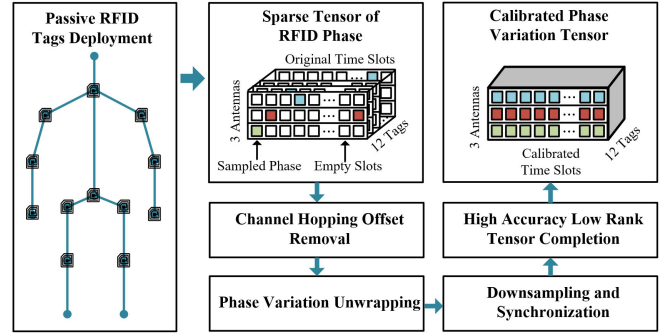 Passive RFID
Tags Deployment
Sparse Tensor of
RFID Phase
Original Time Slots
...
3 Antennas
...
...
...
12 Tags
Sampled Phase
Empty Slots
Channel Hopping Offset
Removal
Phase Variation Unwrapping
Downsampling and
Synchronization
High Accuracy Low Rank
Tensor Completion
Calibrated Phase
Variation Tensor
3 Antennas
...
...
...
12 Tags
Calibrated
Time Slots